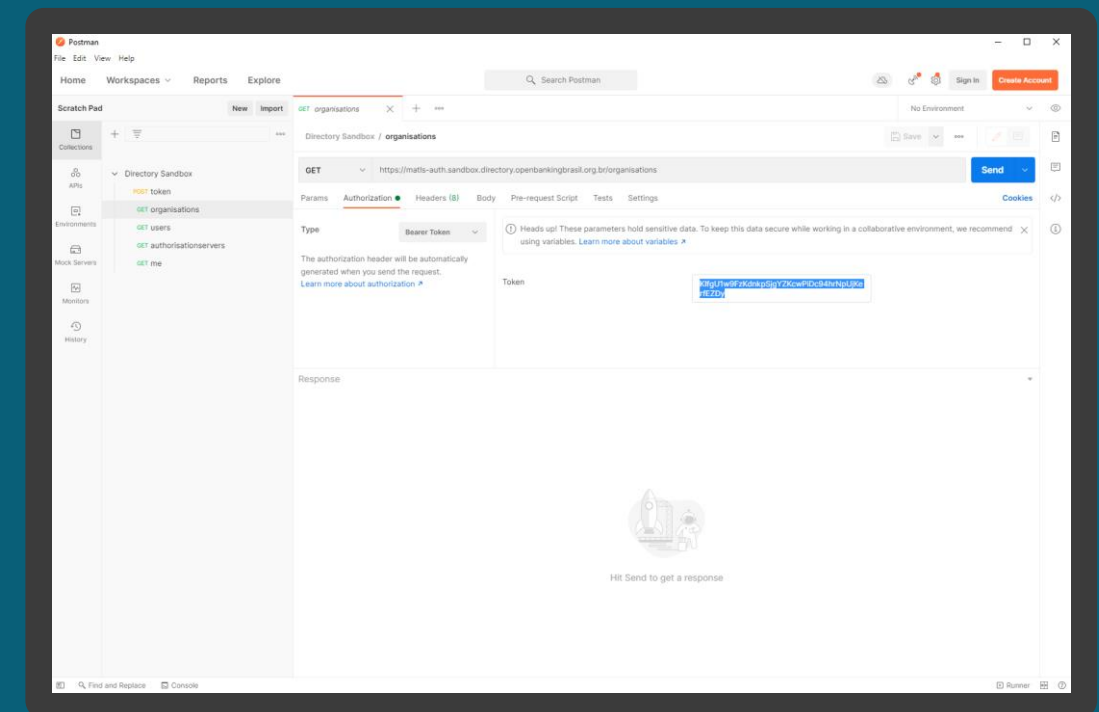 Postman
File Edit View Help
Home Workspaces Reports Explore
Search Postman
Sign In
Create Account
Scratch Pad
New Import
GET organisations
No Environment
Directory Sandbox / organisations
Save
Collections
APIs
Environments
Mock Servers
Monitors
History
Directory Sandbox
POST token
GET organisations
GET users
GET authorisationservers
GET me
GET https://matls-auth.sandbox.directory.openbankingbrasil.org.br/organisations
Send
Params Authorization Headers (8) Body Pre-request Script Tests Settings
Cookies
Type
Bearer Token
The authorization header will be automatically
generated when you send the request.
Learn more about authorization
Heads up! These parameters hold sensitive data. To keep this data secure while working in a collaborative environment, we recommend
using variables. Learn more about variables
Token
Response
Hit Send to get a response
Find and Replace Console
Runner